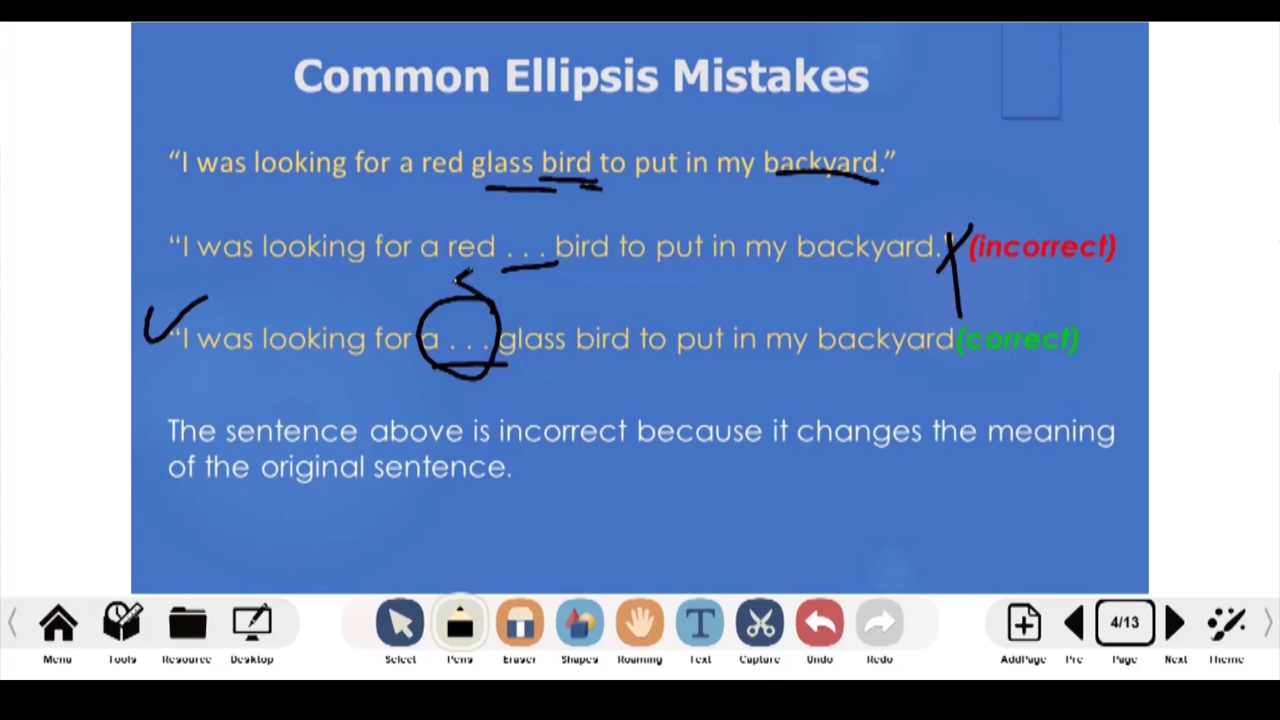 Common Ellipsis Mistakes
“I was looking for a red glass bird to put in my backyard.”
“I was looking for a red . . . bird to put in my backyard.” (incorrect)
“I was looking for a . . . glass bird to put in my backyard(correct)
The sentence above is incorrect because it changes the meaning
of the original sentence.
Menu Tools Resource Desktop Select Pens Eraser Shapes Roaming Text Capture Undo Redo AddPage Pre 4/13 Page Next Theme